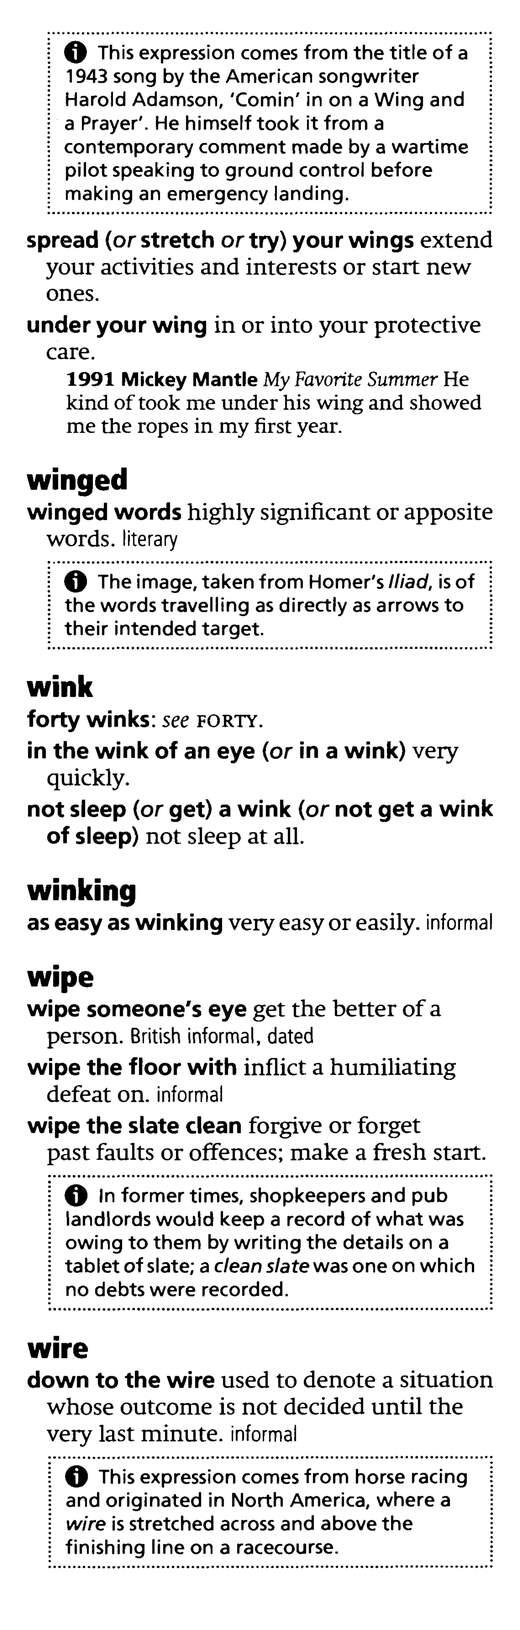 ℹ This expression comes from the title of a
1943 song by the American songwriter
Harold Adamson, ‘Comin’ in on a Wing and
a Prayer’. He himself took it from a
contemporary comment made by a wartime
pilot speaking to ground control before
making an emergency landing.
spread (or stretch or try) your wings extend
your activities and interests or start new
ones.
under your wing in or into your protective
care.
1991 Mickey Mantle My Favorite Summer He
kind of took me under his wing and showed
me the ropes in my first year.
winged
winged words highly significant or apposite
words. literary
ℹ The image, taken from Homer's Iliad, is of
the words travelling as directly as arrows to
their intended target.
wink
forty winks: see FORTY.
in the wink of an eye (or in a wink) very
quickly.
not sleep (or get) a wink (or not get a wink
of sleep) not sleep at all.
winking
as easy as winking very easy or easily. informal
wipe
wipe someone's eye get the better of a
person. British informal, dated
wipe the floor with inflict a humiliating
defeat on. informal
wipe the slate clean forgive or forget
past faults or offences; make a fresh start.
ℹ In former times, shopkeepers and pub
landlords would keep a record of what was
owing to them by writing the details on a
tablet of slate; a clean slate was one on which
no debts were recorded.
wire
down to the wire used to denote a situation
whose outcome is not decided until the
very last minute. informal
ℹ This expression comes from horse racing
and originated in North America, where a
wire is stretched across and above the
finishing line on a racecourse.